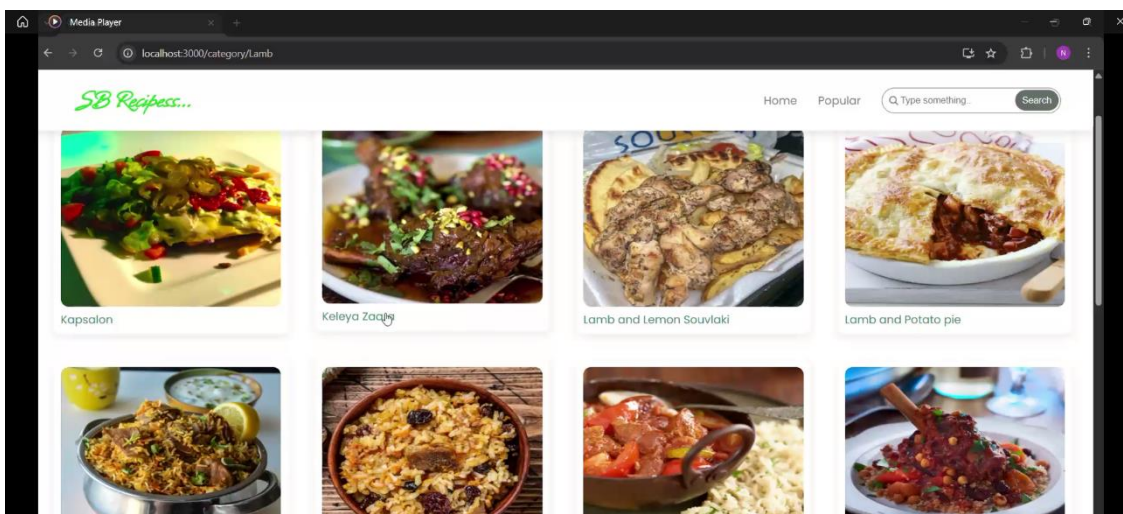 Media Player
localhost:3000/category/Lamb
N
SB Recipess...
Home Popular Type something.. Search
Kapsalon
Keleya Zaara
Lamb and Lemon Souvlaki
Lamb and Potato pie